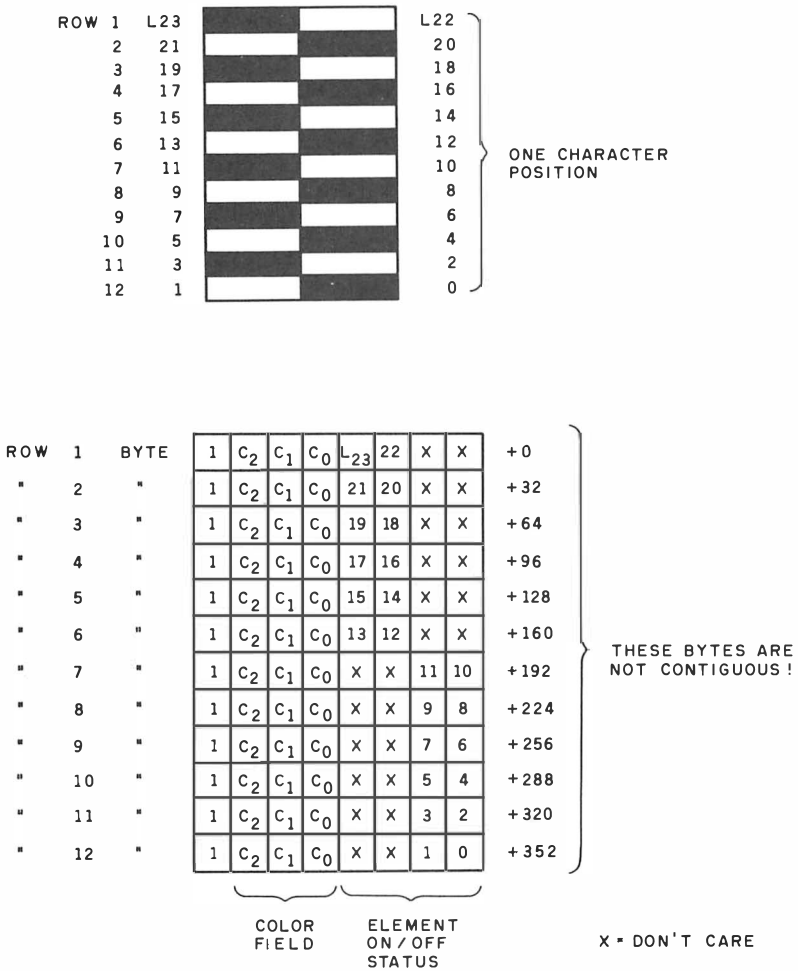 ROW 1 L23 L22
2 21 20
3 19 18
4 17 16
5 15 14
6 13 12
7 11 10
8 9 8
9 7 6
10 5 4
11 3 2
12 1 0
ONE CHARACTER
POSITION
ROW 1 BYTE 1 C2 C1 C0 L23 22 X X +0
" 2 " 1 C2 C1 C0 21 20 X X +32
" 3 " 1 C2 C1 C0 19 18 X X +64
" 4 " 1 C2 C1 C0 17 16 X X +96
" 5 " 1 C2 C1 C0 15 14 X X +128
" 6 " 1 C2 C1 C0 13 12 X X +160
" 7 " 1 C2 C1 C0 X X 11 10 +192
" 8 " 1 C2 C1 C0 X X 9 8 +224
" 9 " 1 C2 C1 C0 X X 7 6 +256
" 10 " 1 C2 C1 C0 X X 5 4 +288
" 11 " 1 C2 C1 C0 X X 3 2 +320
" 12 " 1 C2 C1 C0 X X 1 0 +352
THESE BYTES ARE
NOT CONTIGUOUS!
COLOR
FIELD
ELEMENT
ON/OFF
STATUS
X = DON'T CARE